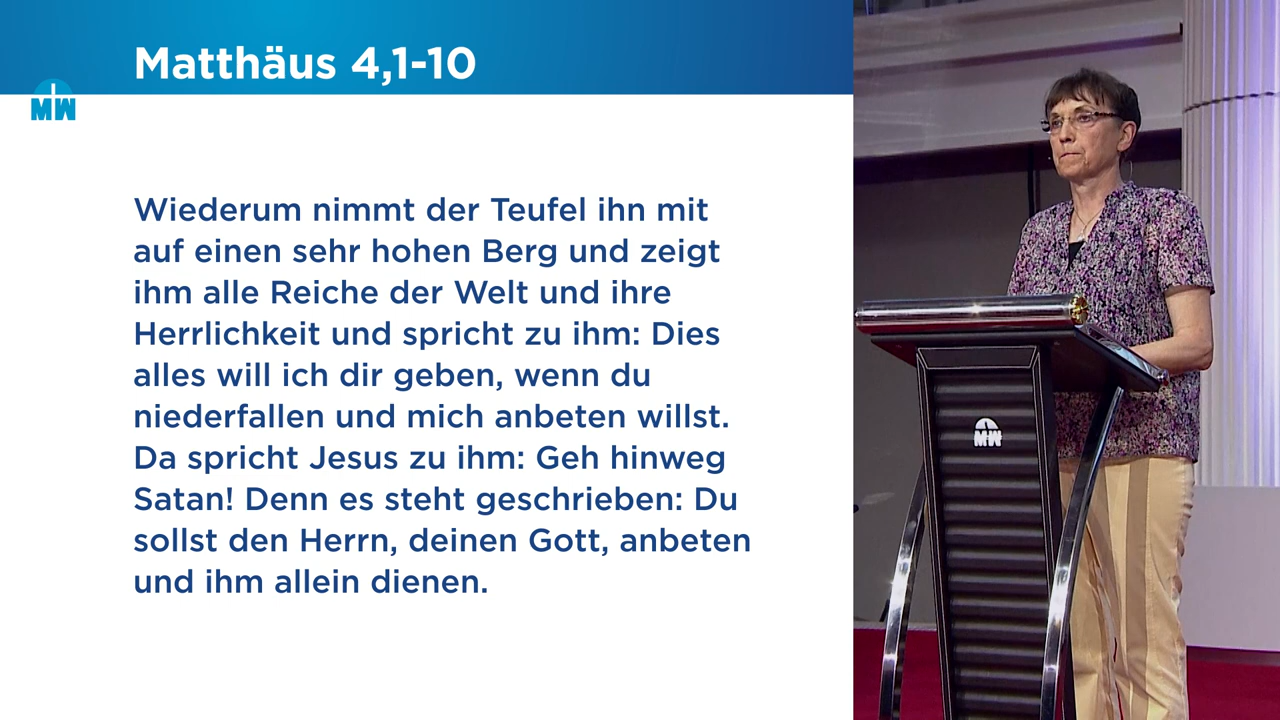 Matthäus 4,1-10
MW
Wiederum nimmt der Teufel ihn mit
auf einen sehr hohen Berg und zeigt
ihm alle Reiche der Welt und ihre
Herrlichkeit und spricht zu ihm: Dies
alles will ich dir geben, wenn du
niederfallen und mich anbeten willst.
Da spricht Jesus zu ihm: Geh hinweg
Satan! Denn es steht geschrieben: Du
sollst den Herrn, deinen Gott, anbeten
und ihm allein dienen.
MW